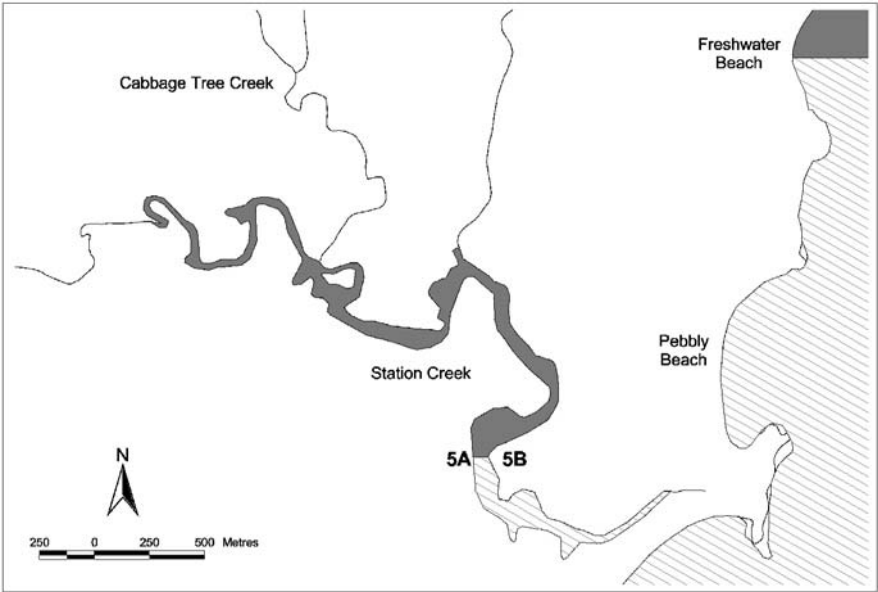 Freshwater
Beach
Cabbage Tree Creek
Pebbly
Beach
Station Creek
5A 5B
N
250 0 250 500 Metres